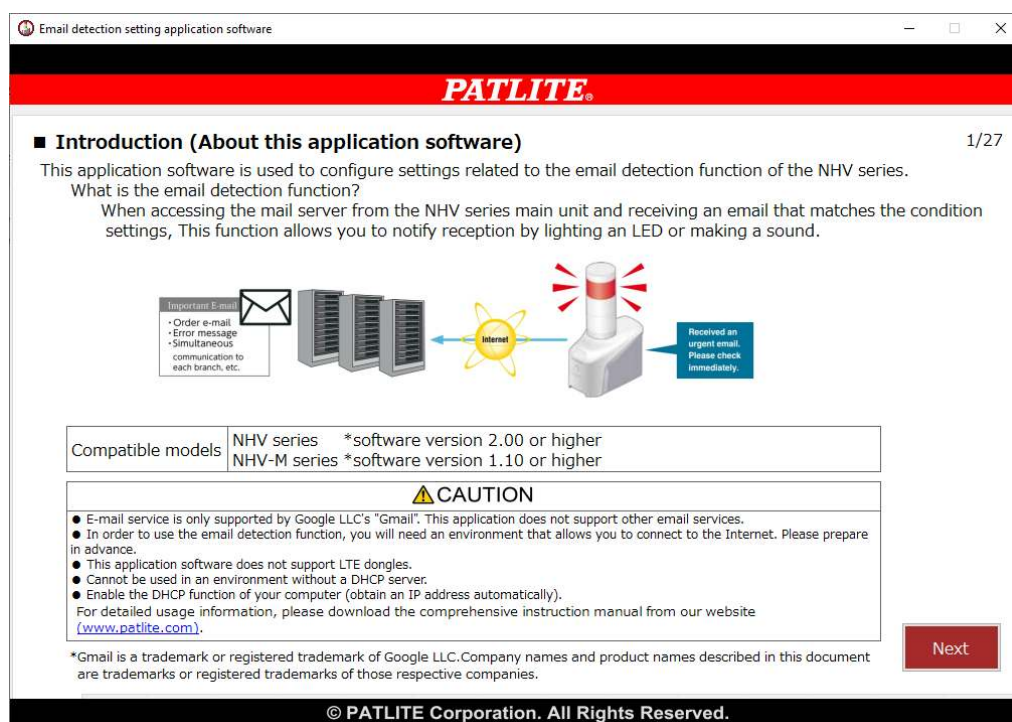 Email detection setting application software
PATLITE®
■ Introduction (About this application software)
1/27
This application software is used to configure settings related to the email detection function of the NHV series.
What is the email detection function?
When accessing the mail server from the NHV series main unit and receiving an email that matches the condition
settings, This function allows you to notify reception by lighting an LED or making a sound.
Important E-mail
・Order e-mail
・Error message
・Simultaneous
communication to
each branch, etc.
Internet
Received an
urgent email.
Please check
immediately.
Compatible models
NHV series *software version 2.00 or higher
NHV-M series *software version 1.10 or higher
CAUTION
● E-mail service is only supported by Google LLC's "Gmail". This application does not support other email services.
● In order to use the email detection function, you will need an environment that allows you to connect to the Internet. Please prepare
in advance.
● This application software does not support LTE dongles.
● Cannot be used in an environment without a DHCP server.
● Enable the DHCP function of your computer (obtain an IP address automatically).
For detailed usage information, please download the comprehensive instruction manual from our website
(www.patlite.com).
*Gmail is a trademark or registered trademark of Google LLC.Company names and product names described in this document
are trademarks or registered trademarks of those respective companies.
Next
© PATLITE Corporation. All Rights Reserved.